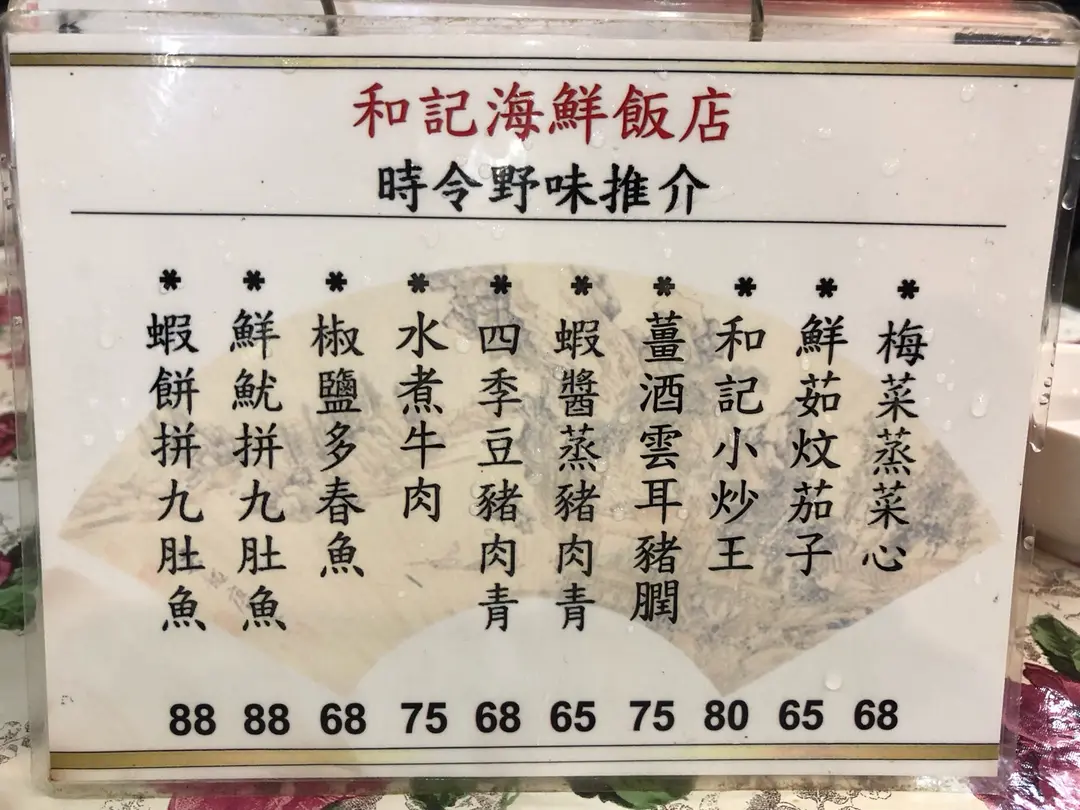 和記海鮮飯店
時令野味推介
*梅菜蒸菜心
*鮮茹炆茄子
*和記小炒王
*薑酒雲耳豬膶
*蝦醬蒸豬肉青
*四季豆豬肉青
*水煮牛肉
*椒鹽多春魚
*鮮魷拼九肚魚
*蝦餅拼九肚魚
88 88 68 75 68 65 75 80 65 68